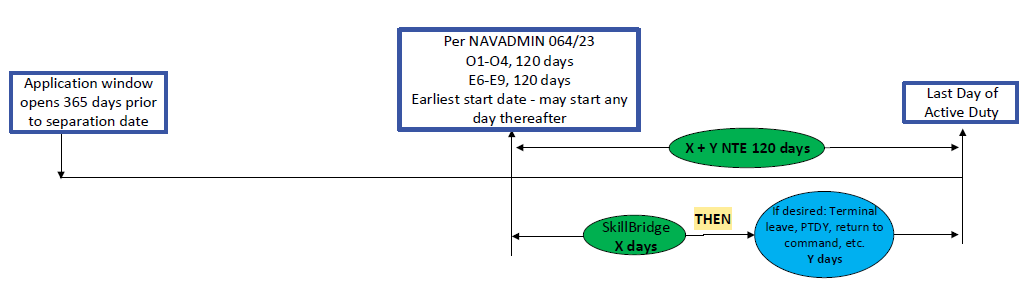 Application window
opens 365 days prior
to separation date
Per NAVADMIN 064/23
O1-O4, 120 days
E6-E9, 120 days
Earliest start date - may start any
day thereafter
Last Day of
Active Duty
X + Y NTE 120 days
SkillBridge
X days
THEN
If desired: Terminal
leave, PTDY, return to
command, etc.
Y days